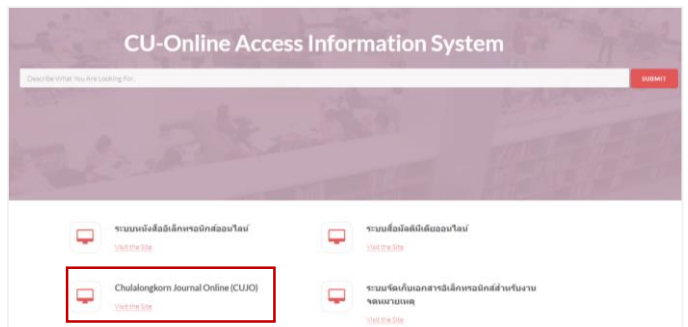 CU-Online Access Information System
Describe What You Are Looking For.
SUBMIT
ระบบหนังสืออิเล็กทรอนิกส์ออนไลน์
Visit the Site
ระบบสื่อมัลติมีเดียออนไลน์
Visit the Site
Chulalongkorn Journal Online (CUJO)
Visit the Site
ระบบจัดเก็บเอกสารอิเล็กทรอนิกส์สำหรับงาน
จดหมายเหตุ
Visit the Site